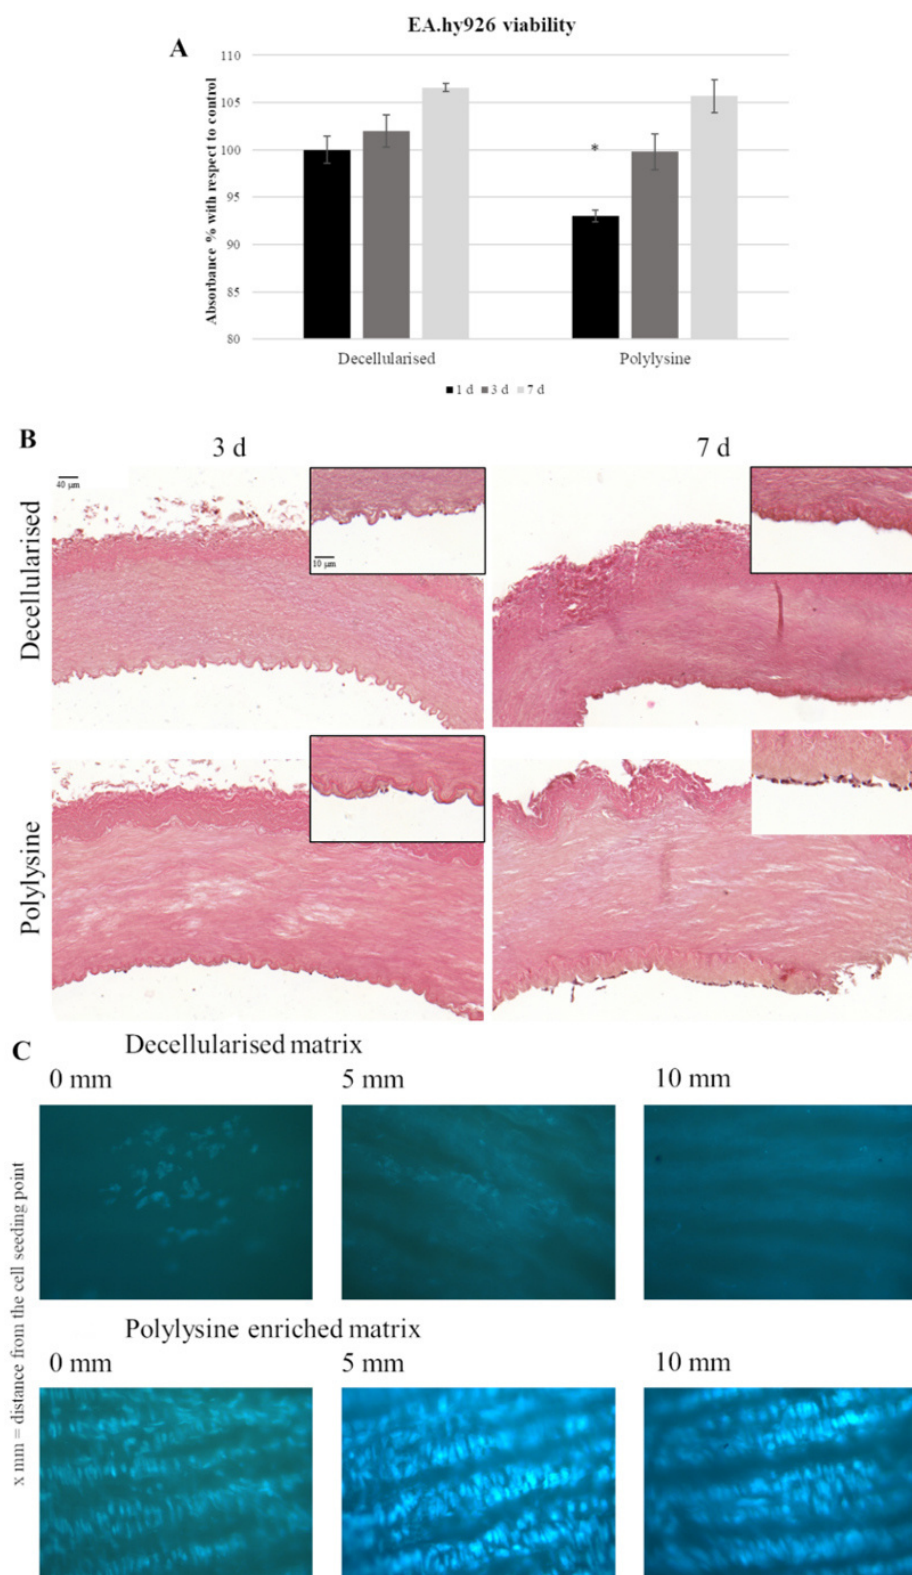 EA.hy926 viability
A
Absorbance % with respect to control
110
105
100
95
90
85
80
*
Decellularised Polylysine
■ 1 d ■ 3 d ■ 7 d
B
3 d 7 d
40 µm
10 µm
Decellularised
Polylysine
C
Decellularised matrix
0 mm 5 mm 10 mm
x mm = distance from the cell seeding point
Polylysine enriched matrix
0 mm 5 mm 10 mm